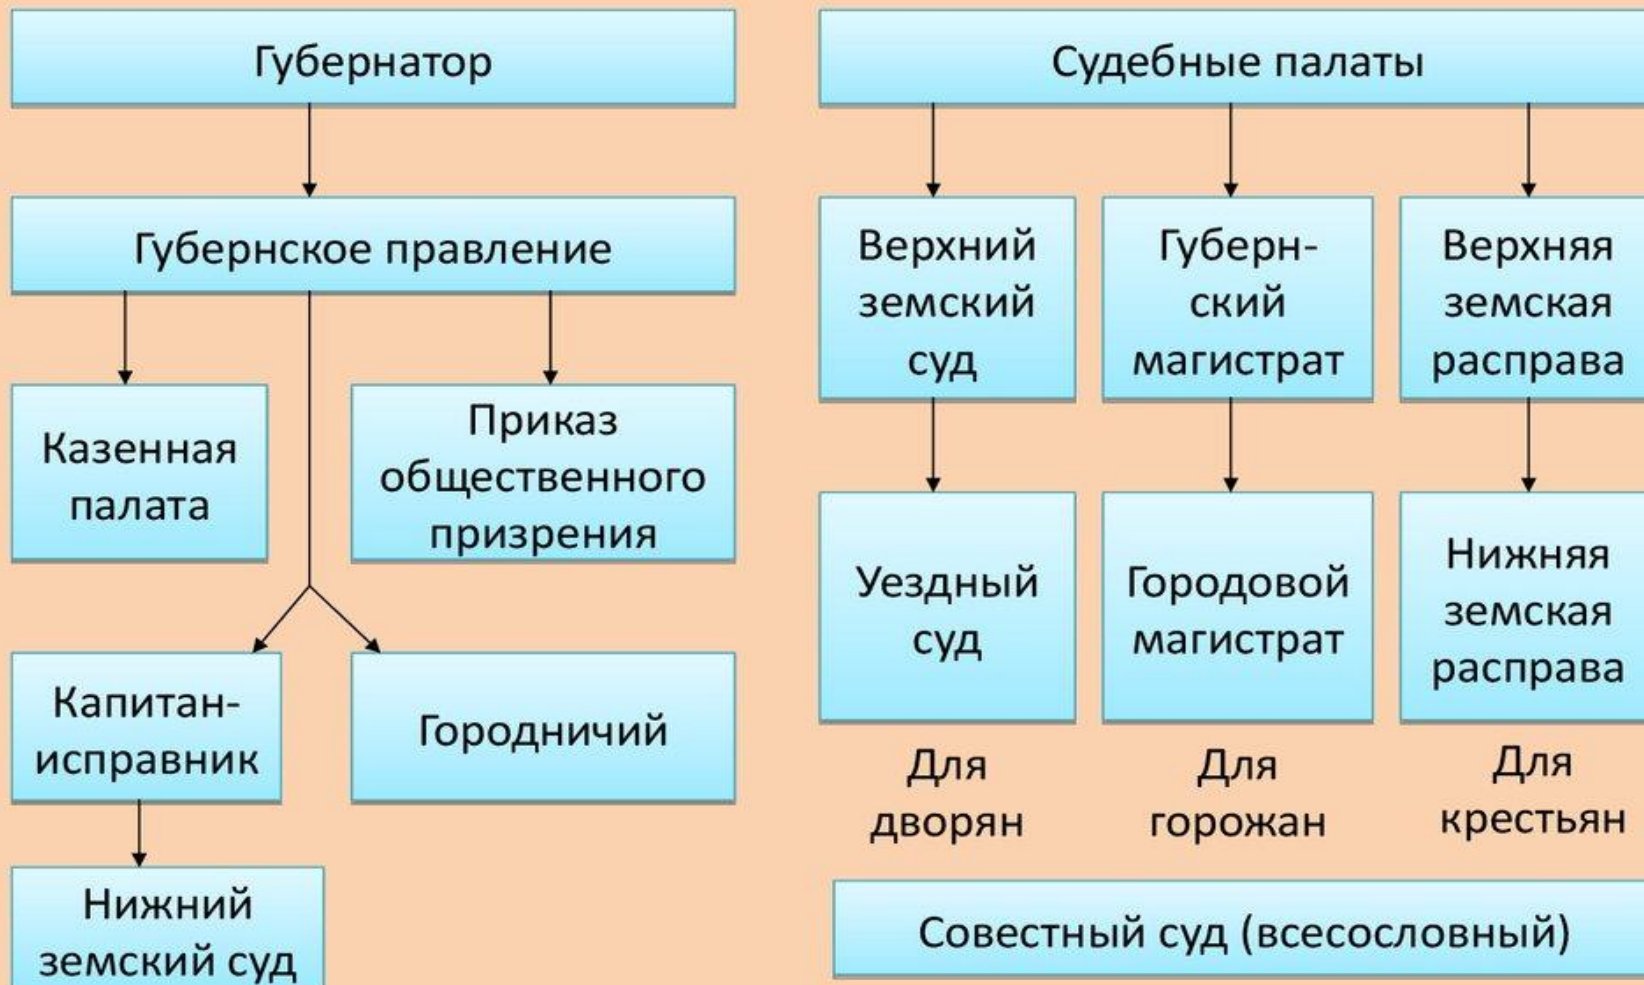 Губернатор
Губернское правление
Казенная
палата
Приказ
общественного
призрения
Капитан-
исправник
Городничий
Нижний
земский суд
Судебные палаты
Верхний
земский
суд
Губерн-
ский
магистрат
Верхняя
земская
расправа
Уездный
суд
Городовой
магистрат
Нижняя
земская
расправа
Для
дворян
Для
горожан
Для
крестьян
Совестный суд (всесословный)